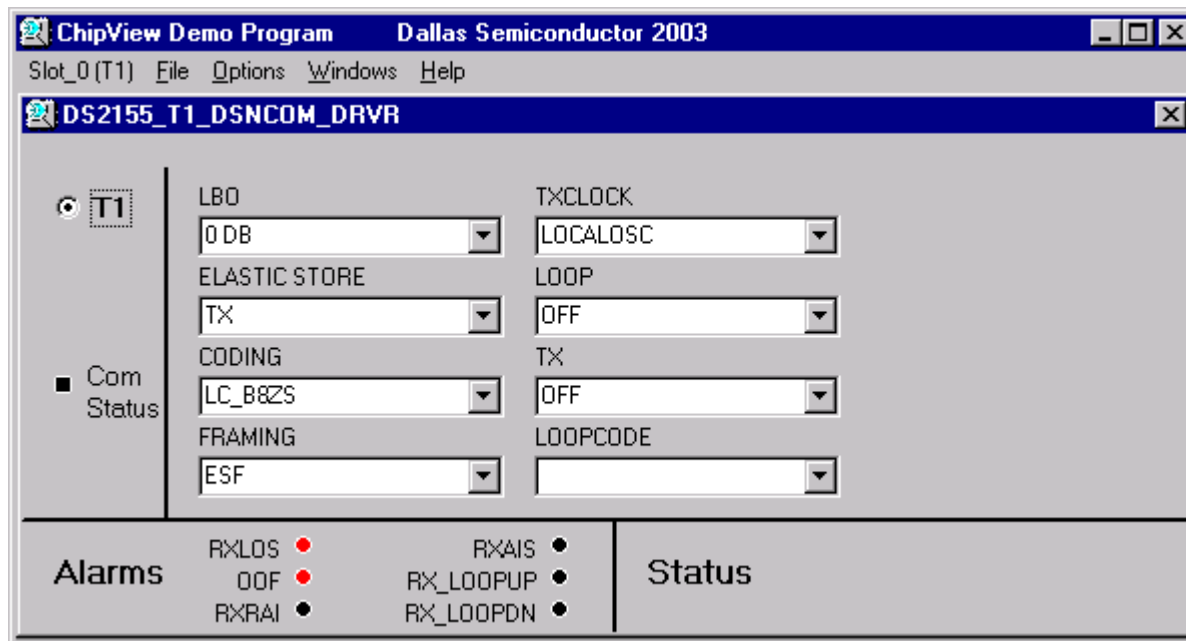 ChipView Demo Program Dallas Semiconductor 2003
Slot_0 (T1) File Options Windows Help
DS2155_T1_DSNCOM_DRVR
T1
Com
Status
LBO
0 DB
ELASTIC STORE
TX
CODING
LC_B8ZS
FRAMING
ESF
TXCLOCK
LOCALOSC
LOOP
OFF
TX
OFF
LOOPCODE
Alarms
RXLOS
OOF
RXRAI
RXAIS
RX_LOOPUP
RX_LOOPDN
Status